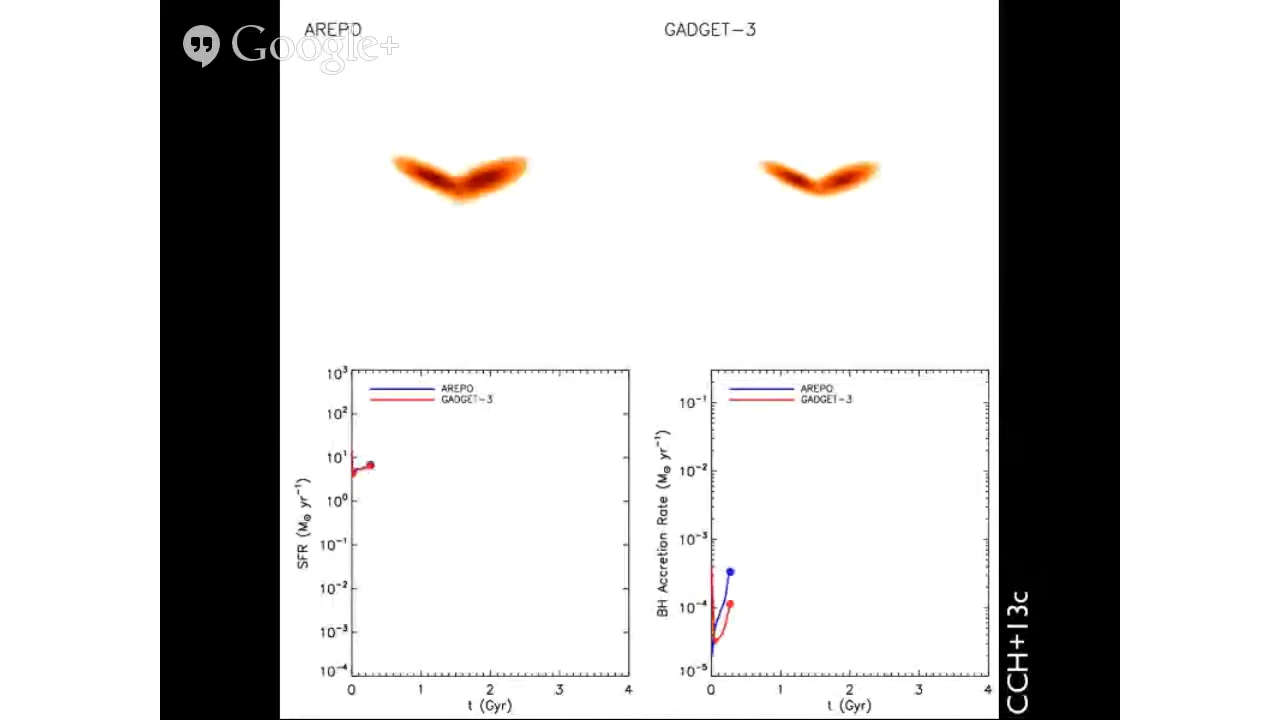 AREPO
GADGET-3
Google+
10³
10²
10¹
10⁰
10⁻¹
10⁻²
10⁻³
10⁻⁴
SFR (M⊙ yr⁻¹)
AREPO
GADGET-3
0 1 2 3 4
t (Gyr)
10⁻¹
10⁻²
10⁻³
10⁻⁴
10⁻⁵
BH Accretion Rate (M⊙ yr⁻¹)
AREPO
GADGET-3
0 1 2 3 4
t (Gyr)
CCH+13c